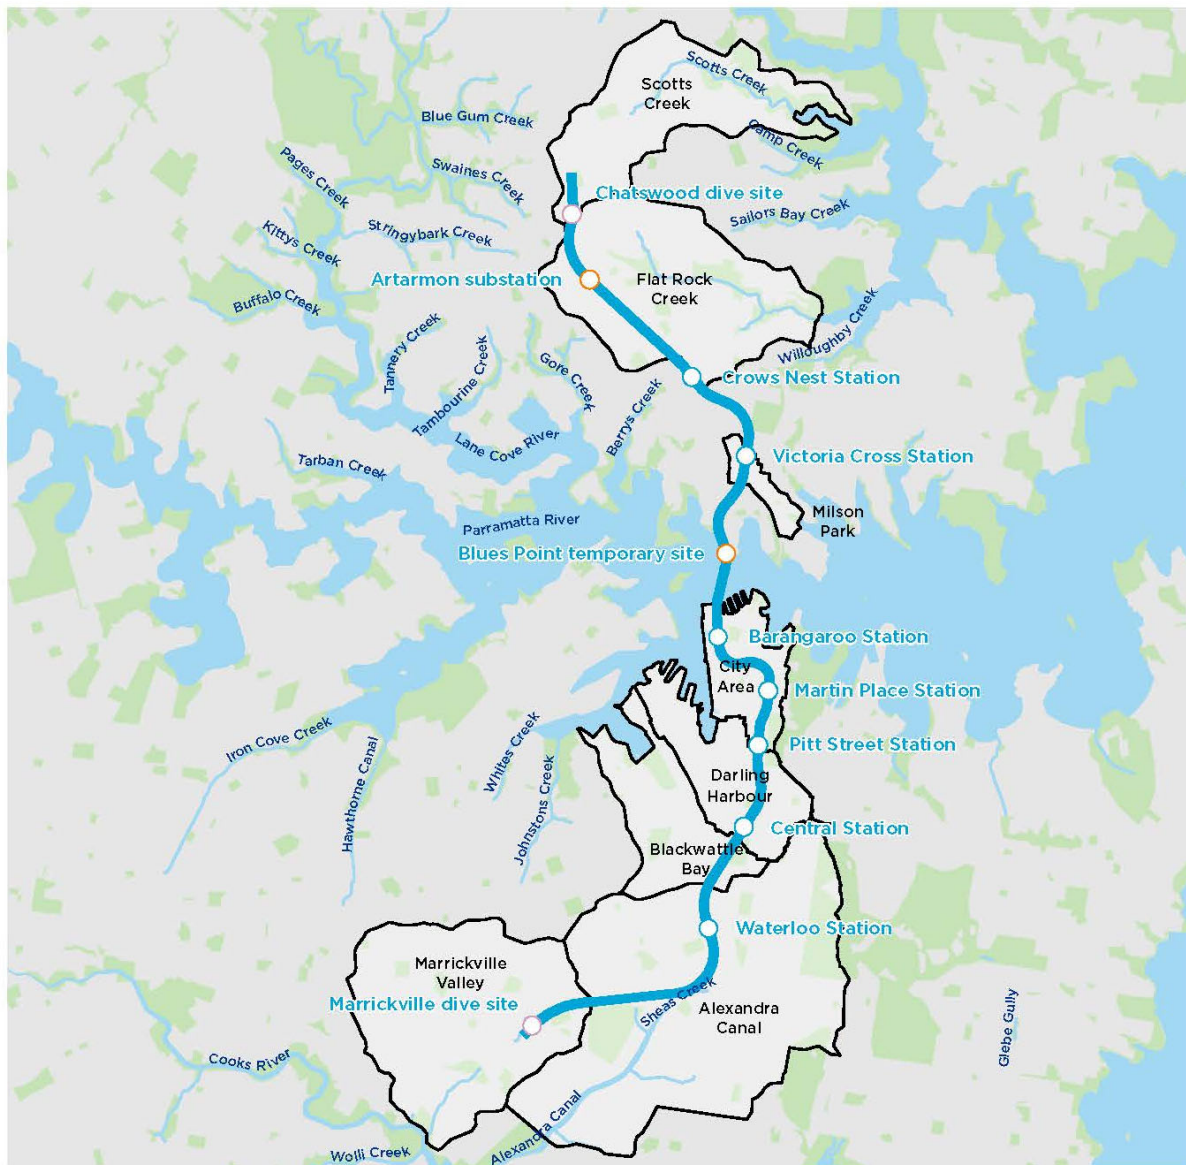 Scotts Creek
Scotts
Creek
Blue Gum Creek
Camp Creek
Pages Creek
Swaines Creek
Chatswood dive site
Sailors Bay Creek
Stringybark Creek
Kittys Creek
Artarmon substation
Flat Rock
Creek
Buffalo Creek
Willoughby Creek
Tannery Creek
Tambourine Creek
Gore Creek
Crows Nest Station
Berrys Creek
Lane Cove River
Victoria Cross Station
Tarban Creek
Milson
Park
Parramatta River
Blues Point temporary site
Barangaroo Station
City
Area
Martin Place Station
Iron Cove Creek
Whites Creek
Pitt Street Station
Hawthorne Canal
Johnstons Creek
Darling
Harbour
Central Station
Blackwattle
Bay
Waterloo Station
Marrickville
Valley
Marrickville dive site
Sheas Creek
Alexandra
Canal
Glebe Gully
Cooks River
Alexandra Canal
Wolli Creek